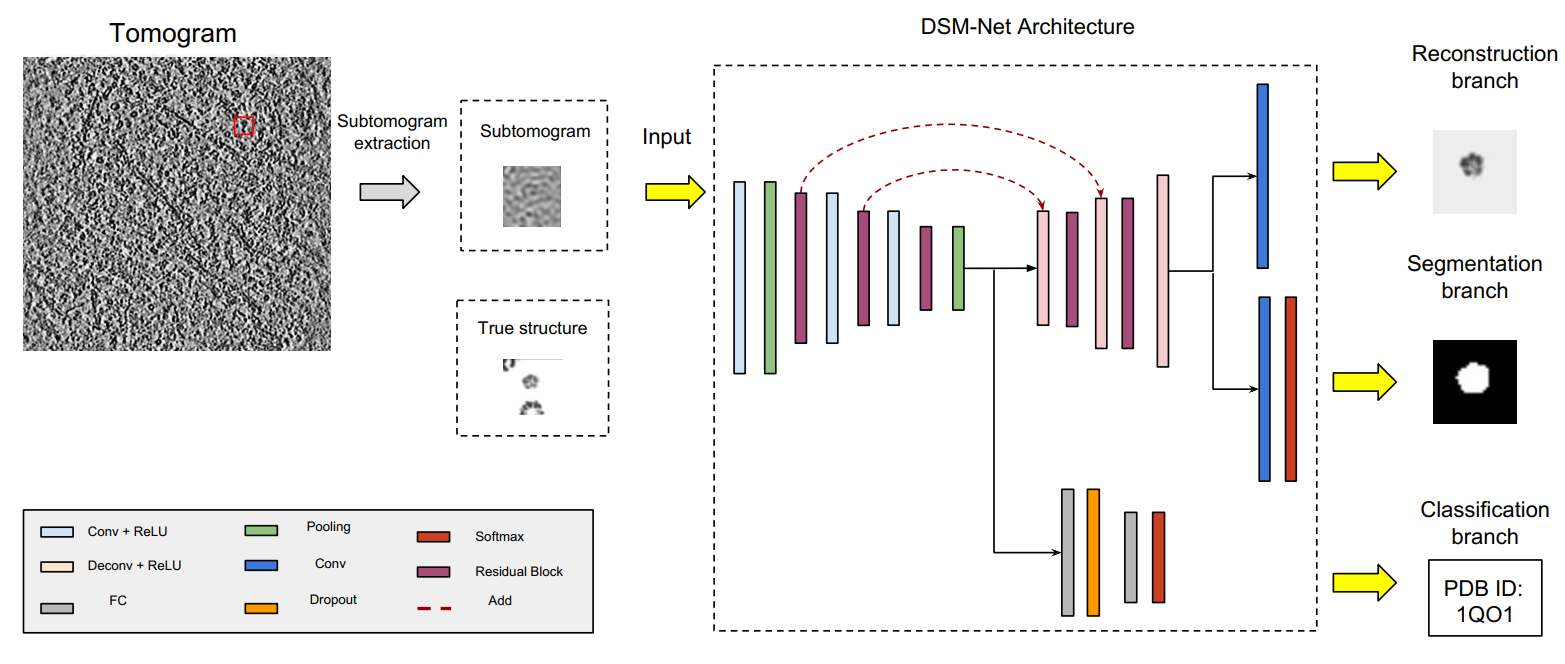 Tomogram
Subtomogram
extraction
Subtomogram
True structure
Input
DSM-Net Architecture
Reconstruction
branch
Segmentation
branch
Classification
branch
PDB ID:
1QO1
Conv + ReLU
Deconv + ReLU
FC
Pooling
Conv
Dropout
Softmax
Residual Block
Add